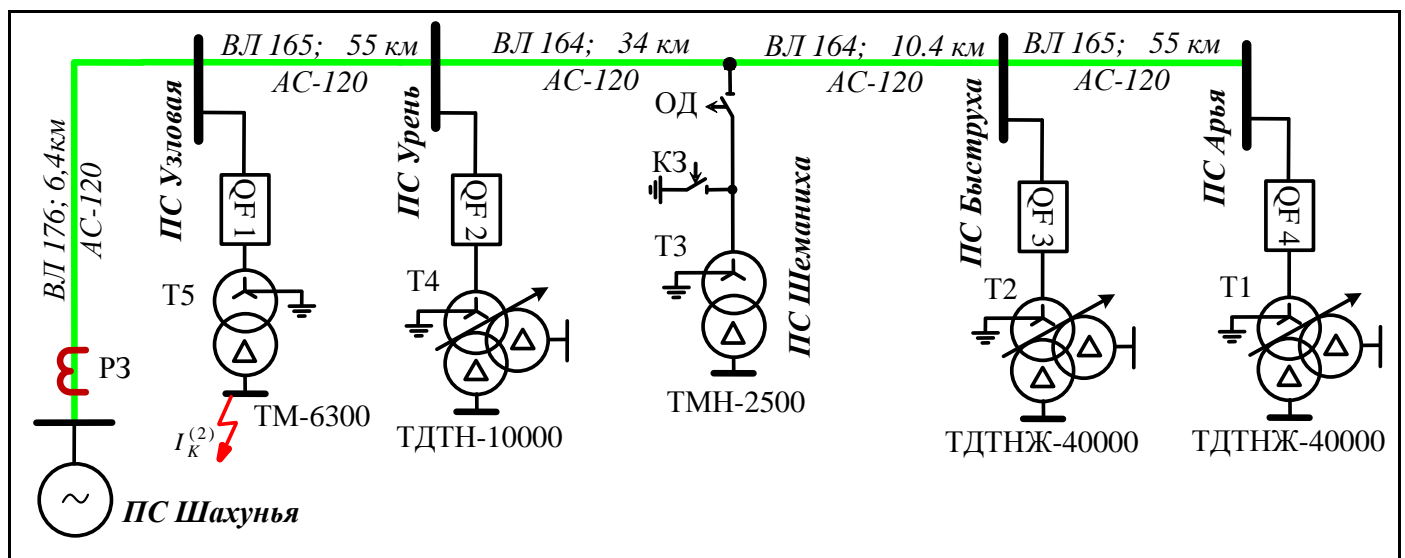 ВЛ 165; 55 км
АС-120
ВЛ 164; 34 км
АС-120
ВЛ 164; 10.4 км
АС-120
ВЛ 165; 55 км
АС-120
ВЛ 176; 6,4км
АС-120
ПС Узловая
ПС Урень
ОД
КЗ
ПС Шеманиха
ПС Быструха
ПС Арья
QF 1
QF 2
QF 3
QF 4
Т5
Т4
Т3
Т2
Т1
РЗ
ТМ-6300
I K (2)
ТДТН-10000
ТМН-2500
ТДТНЖ-40000
ТДТНЖ-40000
ПС Шахунья